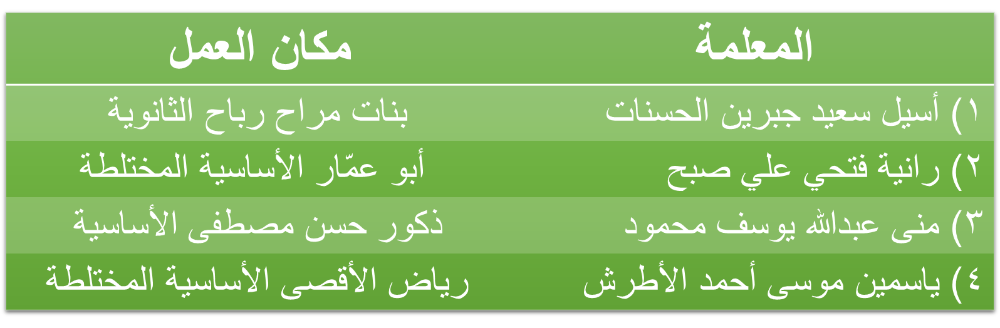 المعلمة مكان العمل
١) أسيل سعيد جبرين الحسنات بنات مراح رباح الثانوية
٢) رانية فتحي علي صبح أبو عمّار الأساسية المختلطة
٣) منى عبدالله يوسف محمود ذكور حسن مصطفى الأساسية
٤) ياسمين موسى أحمد الأطرش رياض الأقصى الأساسية المختلطة